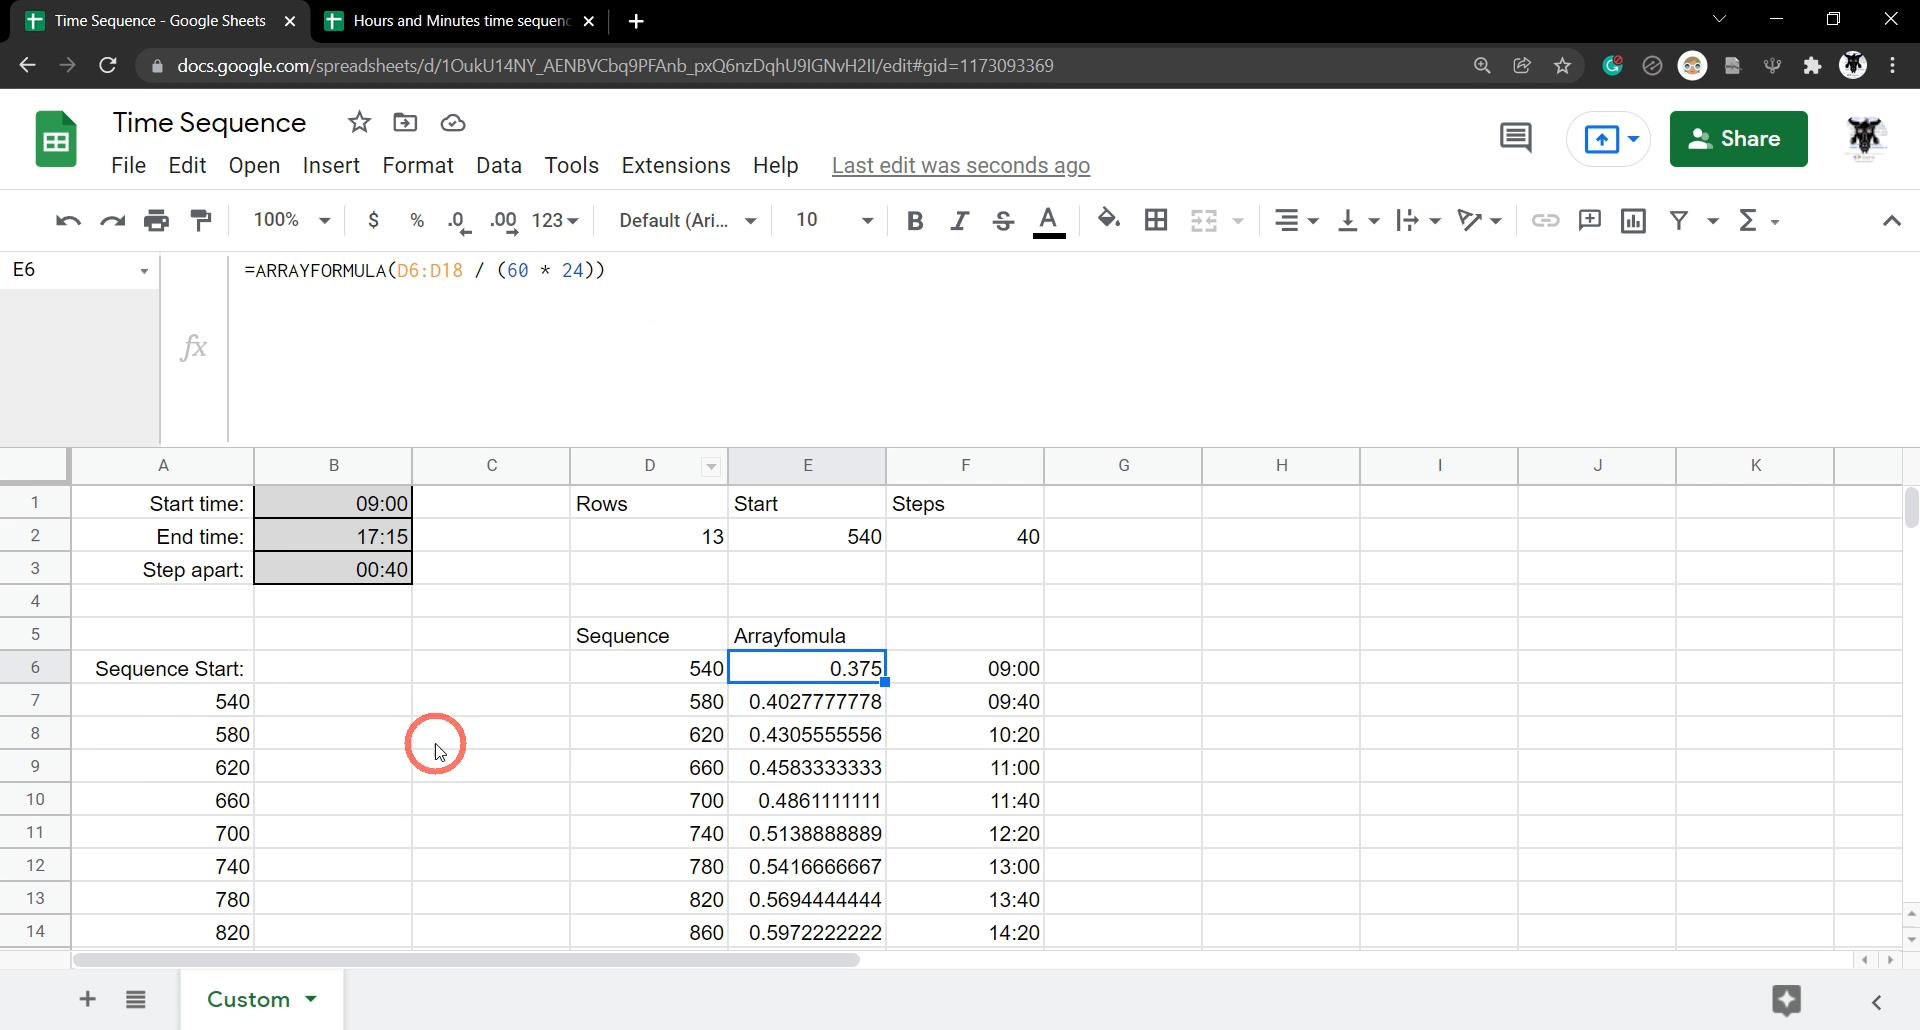 Time Sequence - Google Sheets
Hours and Minutes time sequenc
docs.google.com/spreadsheets/d/1OukU14NY_AENBVCbq9PFAnb_pxQ6nzDqhU9IGNvH2II/edit#gid=1173093369
Time Sequence
Share
File Edit Open Insert Format Data Tools Extensions Help Last edit was seconds ago
100% $ % .0 .00 123 Default (Ari... 10 B I S A
E6 =ARRAYFORMULA(D6:D18 / (60 * 24))
fx
A B C D E F G H I J K
1 Start time: 09:00 Rows Start Steps
2 End time: 17:15 13 540 40
3 Step apart: 00:40
4
5 Sequence Arrayfomula
6 Sequence Start: 540 0.375 09:00
7 540 580 0.4027777778 09:40
8 580 620 0.4305555556 10:20
9 620 660 0.4583333333 11:00
10 660 700 0.4861111111 11:40
11 700 740 0.5138888889 12:20
12 740 780 0.5416666667 13:00
13 780 820 0.5694444444 13:40
14 820 860 0.5972222222 14:20
Custom